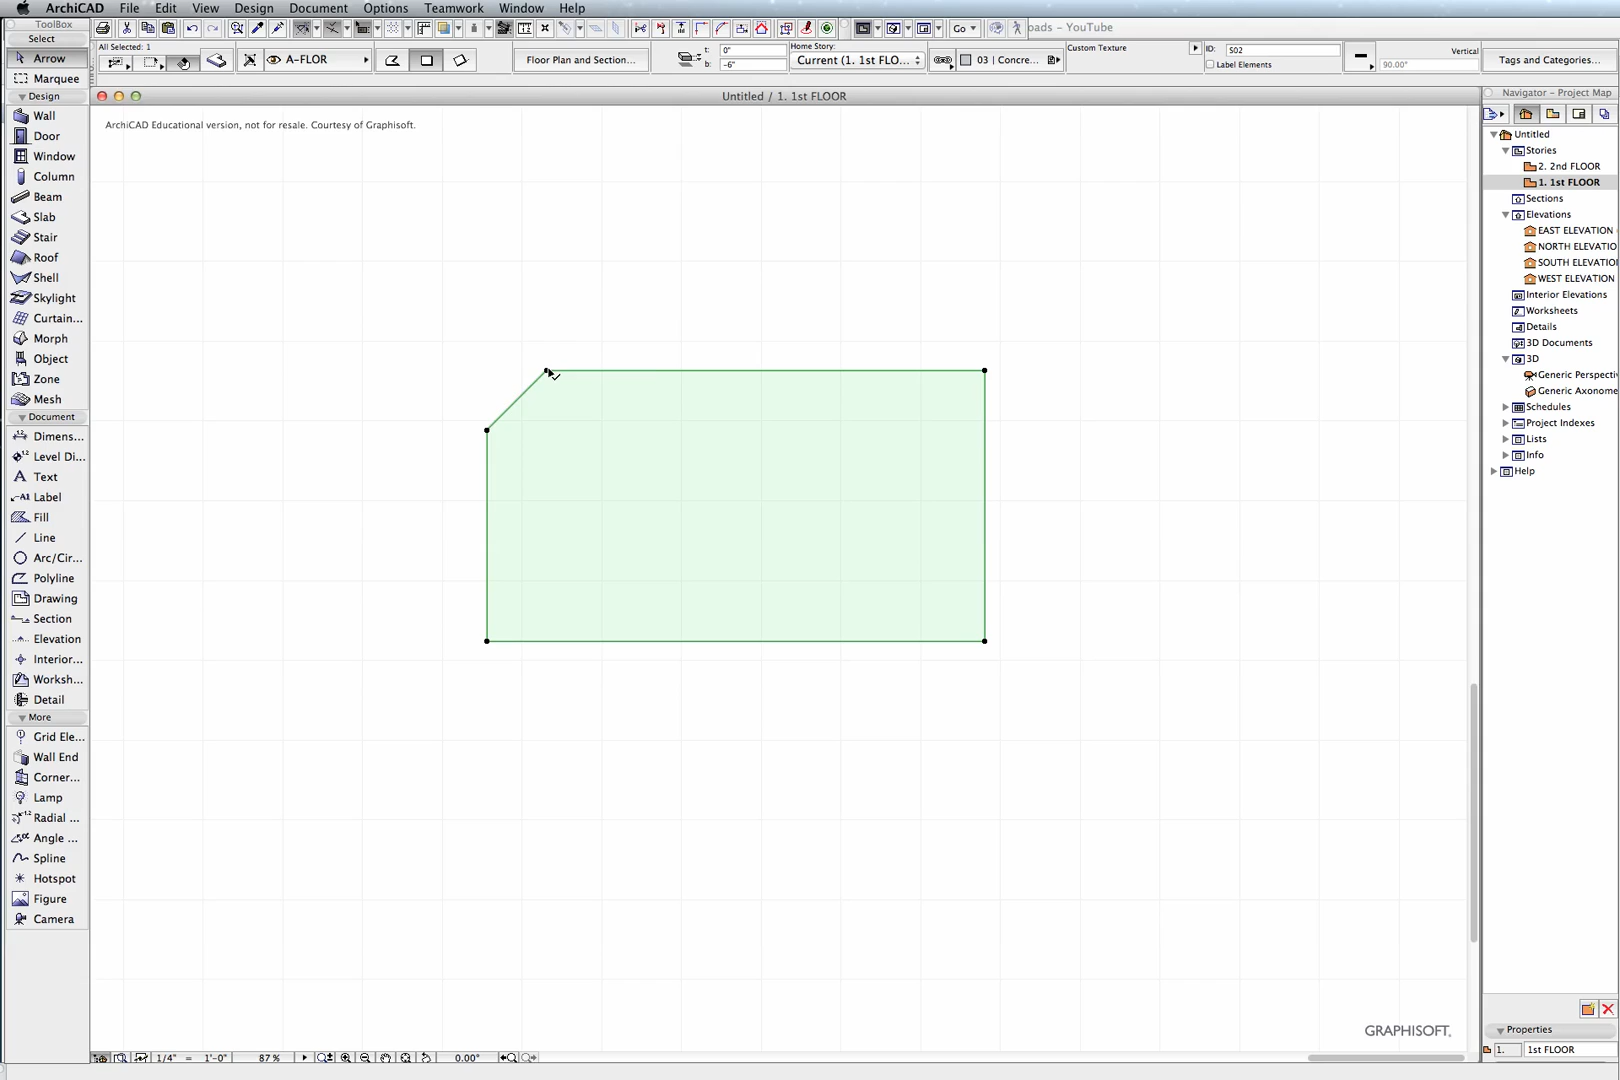 ArchiCAD File Edit View Design Document Options Teamwork Window Help
ToolBox
Go
oads – YouTube
Select
Arrow
Marquee
Design
Wall
Door
Window
Column
Beam
Slab
Stair
Roof
Shell
Skylight
Curtain...
Morph
Object
Zone
Mesh
Document
Dimens...
Level Di...
Text
Label
Fill
Line
Arc/Cir...
Polyline
Drawing
Section
Elevation
Interior...
Worksh...
Detail
More
Grid Ele...
Wall End
Corner...
Lamp
Radial ...
Angle ...
Spline
Hotspot
Figure
Camera
All Selected: 1
A-FLOR
Floor Plan and Section...
t: 0"
b: -6"
Home Story:
Current (1. 1st FLO...
03 | Concre...
Custom Texture
ID: S02
Label Elements
Vertical
90.00°
Tags and Categories...
Untitled / 1. 1st FLOOR
ArchiCAD Educational version, not for resale. Courtesy of Graphisoft.
GRAPHISOFT.
1/4" = 1'-0" 87 % 0.00°
Navigator – Project Map
Untitled
Stories
2. 2nd FLOOR
1. 1st FLOOR
Sections
Elevations
EAST ELEVATION
NORTH ELEVATIO
SOUTH ELEVATIO
WEST ELEVATION
Interior Elevations
Worksheets
Details
3D Documents
3D
Generic Perspecti
Generic Axonome
Schedules
Project Indexes
Lists
Info
Help
Properties
1. 1st FLOOR